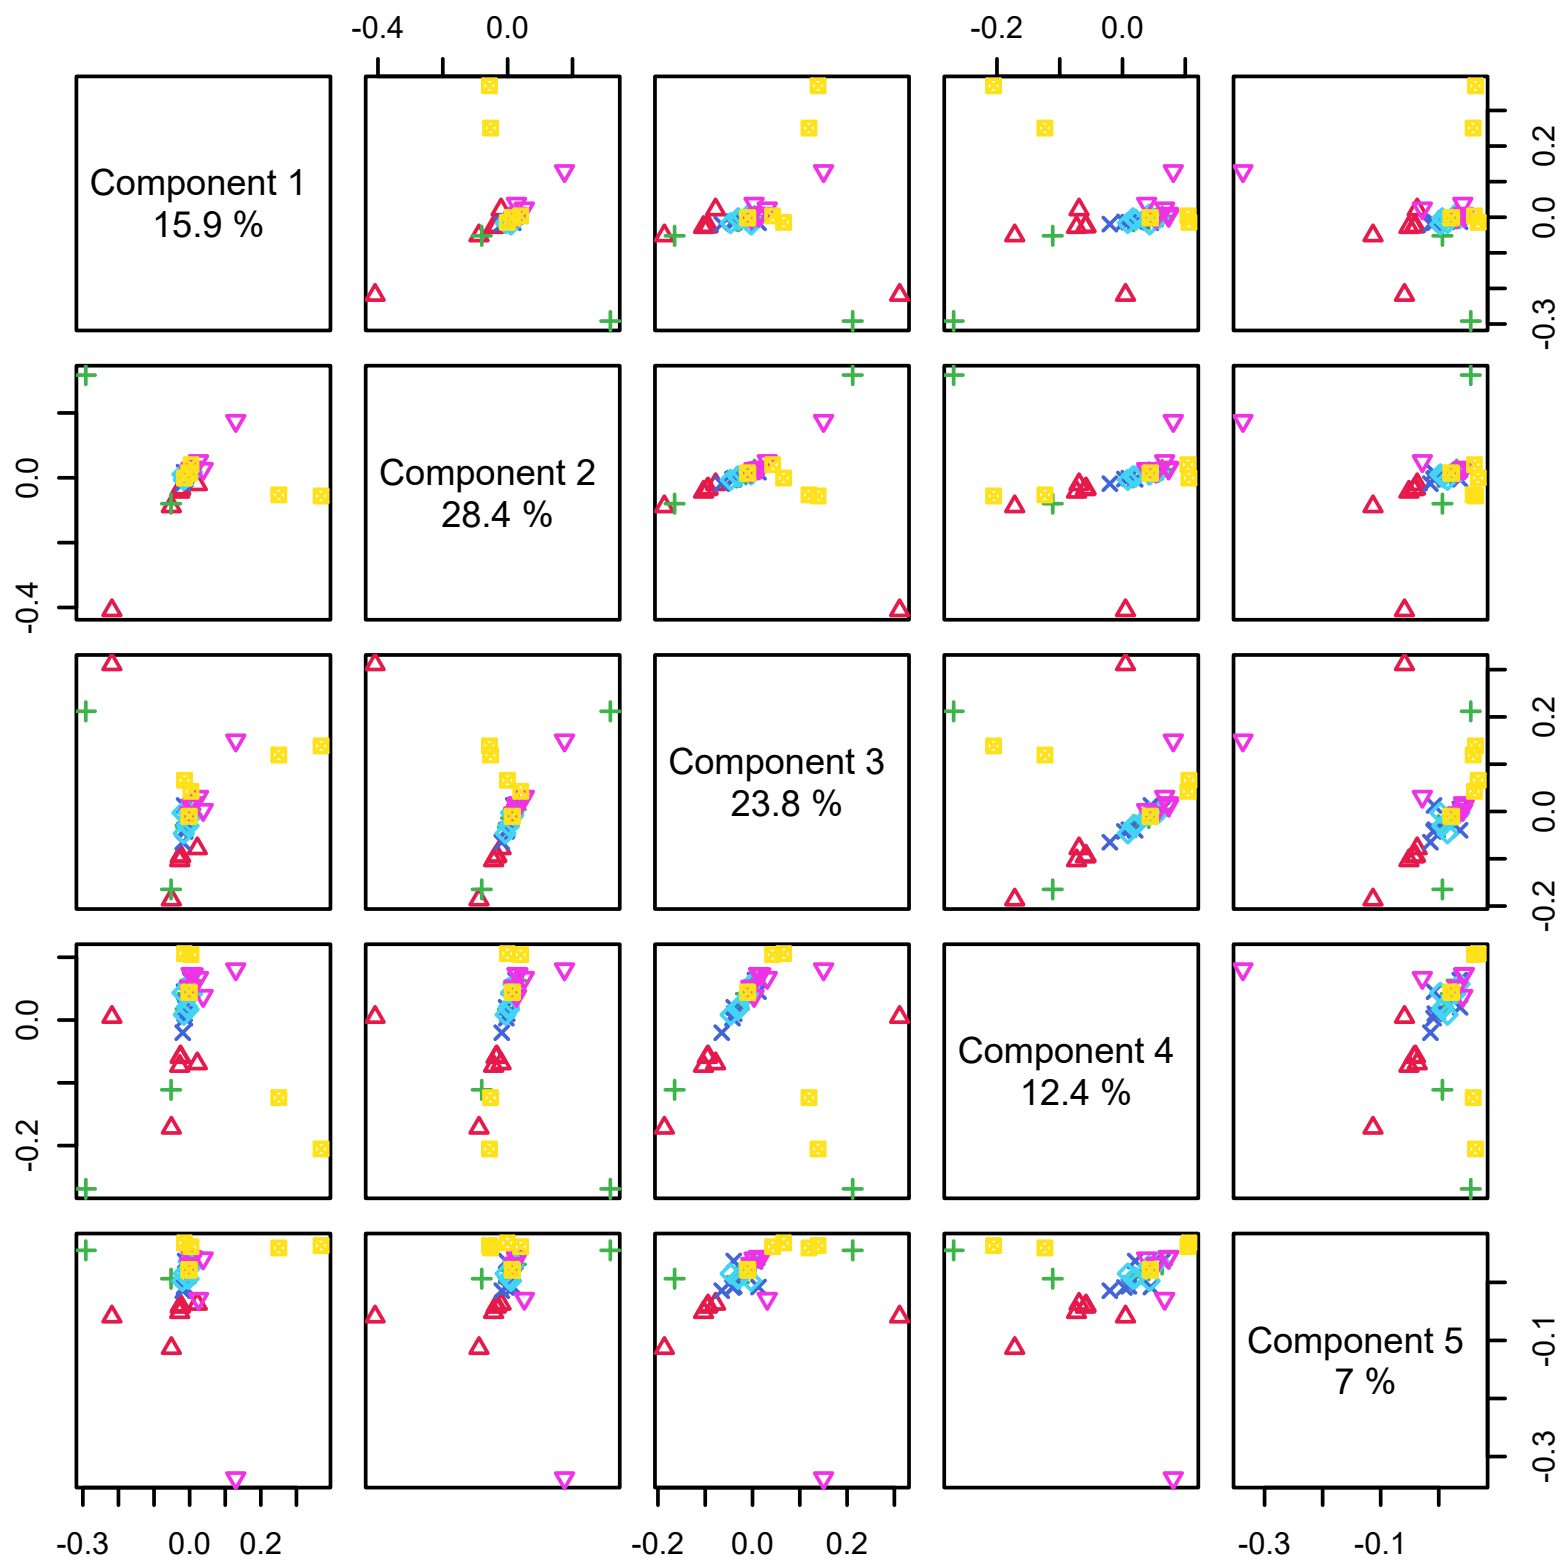 -0.4 0.0 -0.2 0.0
Component 1
15.9 %
-0.3 0.0 0.2
0.0
-0.4
Component 2
28.4 %
Component 3
23.8 %
-0.2 0.0 0.2
0.0
-0.2
Component 4
12.4 %
Component 5
7 %
-0.3 -0.1
-0.3 0.0 0.2 -0.2 0.0 0.2 -0.3 -0.1